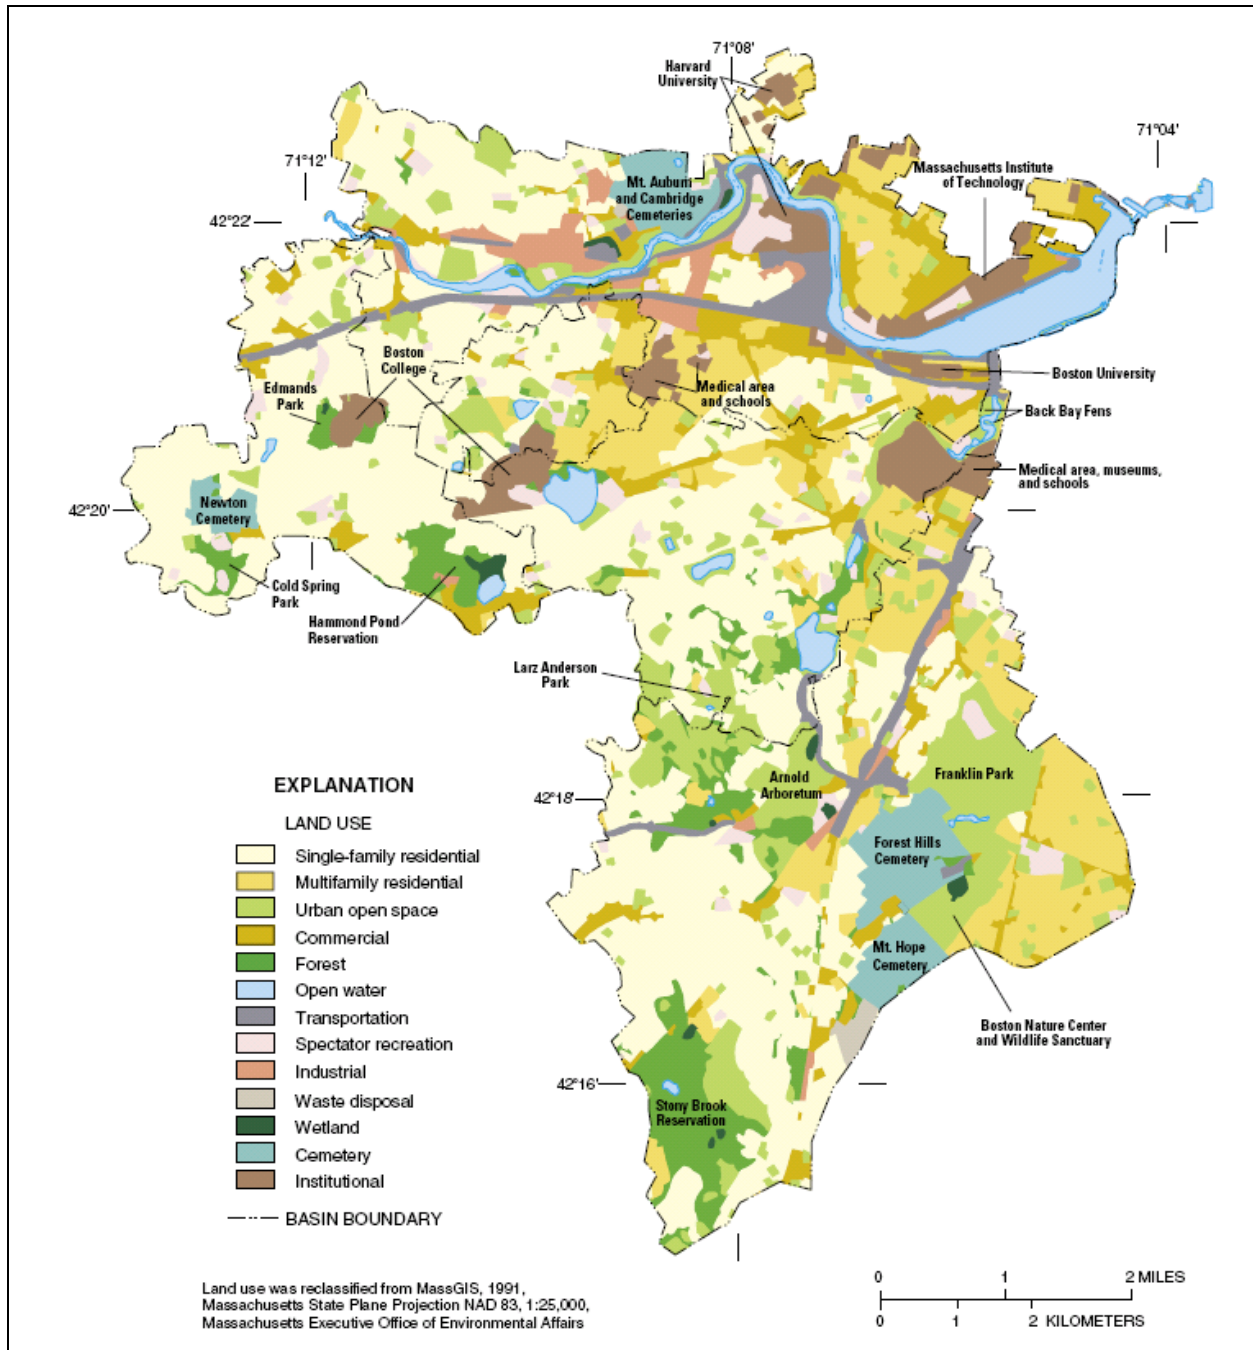 71°08'
Harvard
University
71°04'
71°12'
Massachusetts Institute
of Technology
Mt. Auburn
and Cambridge
Cemeteries
42°22'
Boston
College
Edmands
Park
Medical area
and schools
Boston University
Back Bay Fens
Medical area, museums,
and schools
42°20'
Newton
Cemetery
Cold Spring
Park
Hammond Pond
Reservation
Larz Anderson
Park
Arnold
Arboretum
Franklin Park
42°18'
Forest Hills
Cemetery
Mt. Hope
Cemetery
Boston Nature Center
and Wildlife Sanctuary
42°16'
Stony Brook
Reservation
EXPLANATION
LAND USE
Single-family residential
Multifamily residential
Urban open space
Commercial
Forest
Open water
Transportation
Spectator recreation
Industrial
Waste disposal
Wetland
Cemetery
Institutional
BASIN BOUNDARY
Land use was reclassified from MassGIS, 1991,
Massachusetts State Plane Projection NAD 83, 1:25,000,
Massachusetts Executive Office of Environmental Affairs
0 1 2 MILES
0 1 2 KILOMETERS